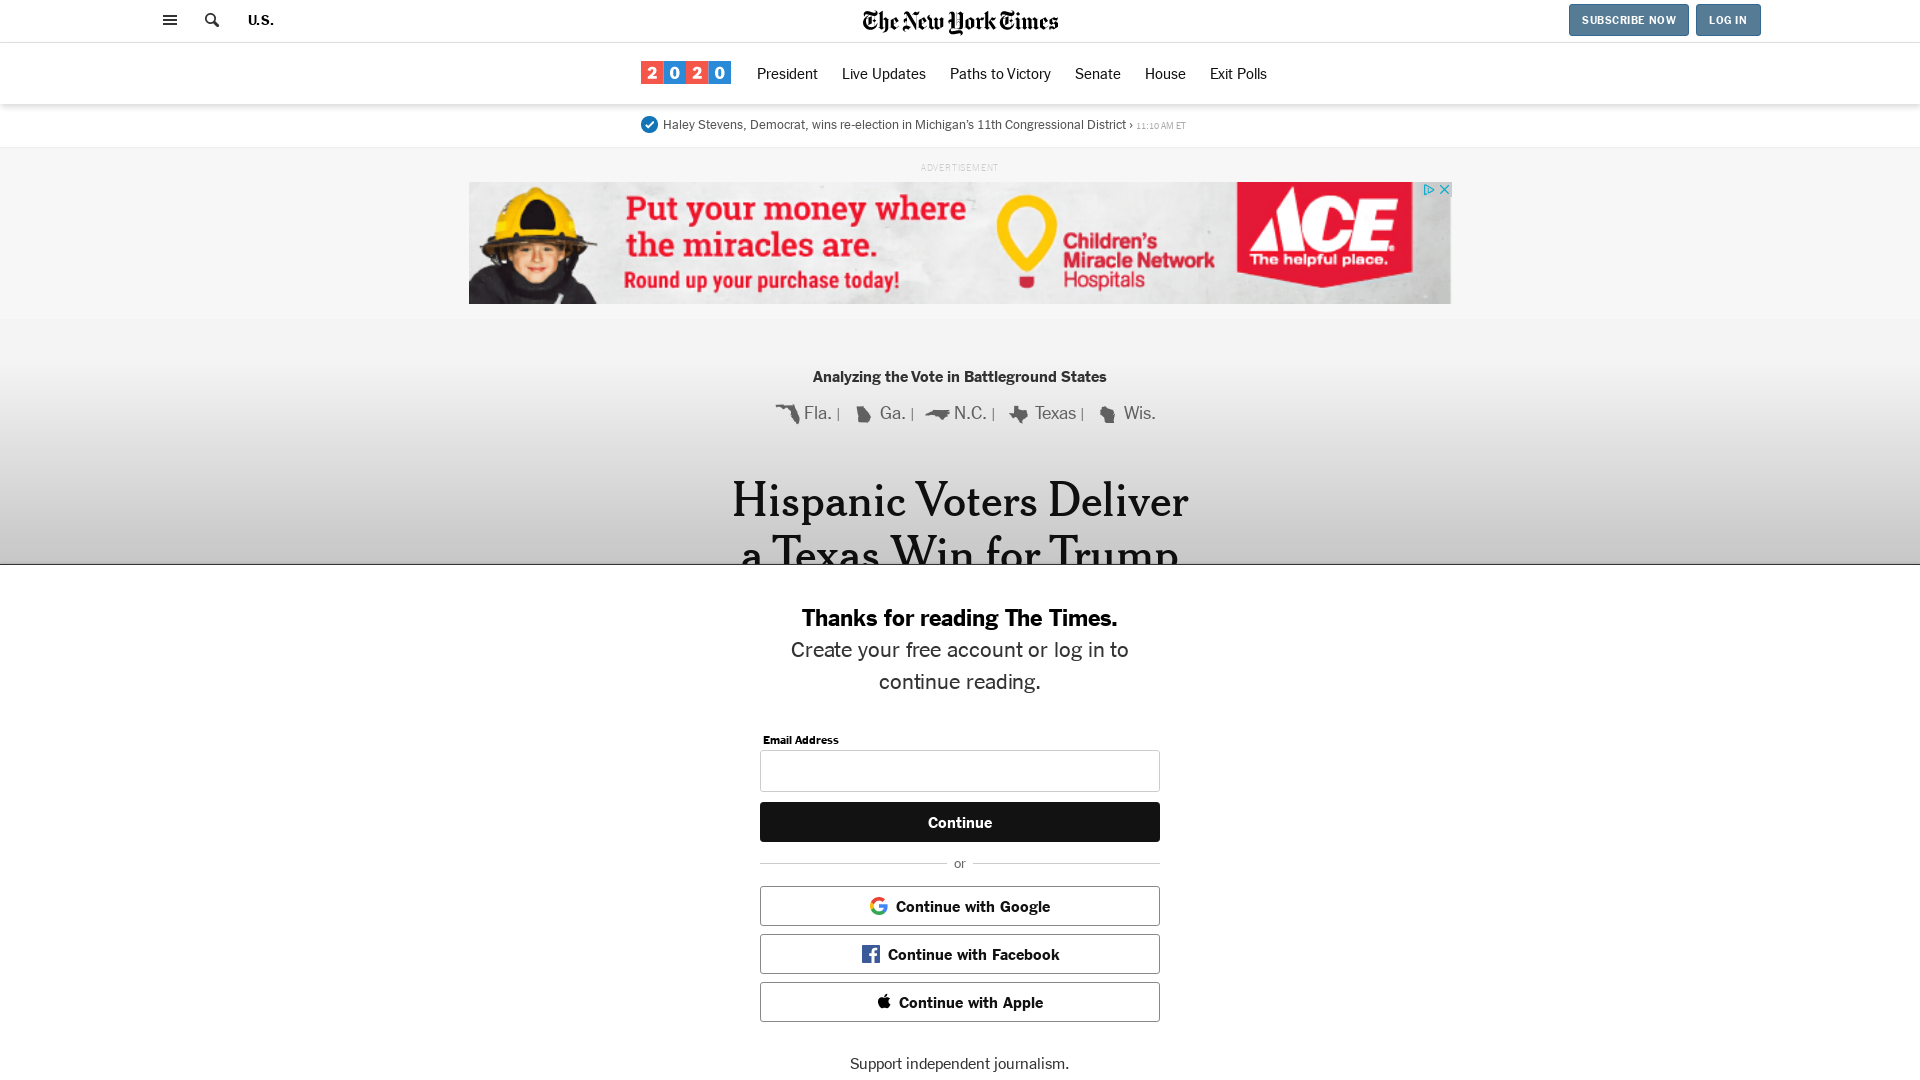 U.S.
The New York Times
SUBSCRIBE NOW
LOG IN
2020
President
Live Updates
Paths to Victory
Senate
House
Exit Polls
Haley Stevens, Democrat, wins re-election in Michigan's 11th Congressional District › 11:10 AM ET
ADVERTISEMENT
Put your money where
the miracles are.
Round up your purchase today!
Children's
Miracle Network
Hospitals
ACE
The helpful place.
Analyzing the Vote in Battleground States
Fla. | Ga. | N.C. | Texas | Wis.
Hispanic Voters Deliver
a Texas Win for Trump
Thanks for reading The Times.
Create your free account or log in to
continue reading.
Email Address
Continue
or
Continue with Google
Continue with Facebook
Continue with Apple
Support independent journalism.